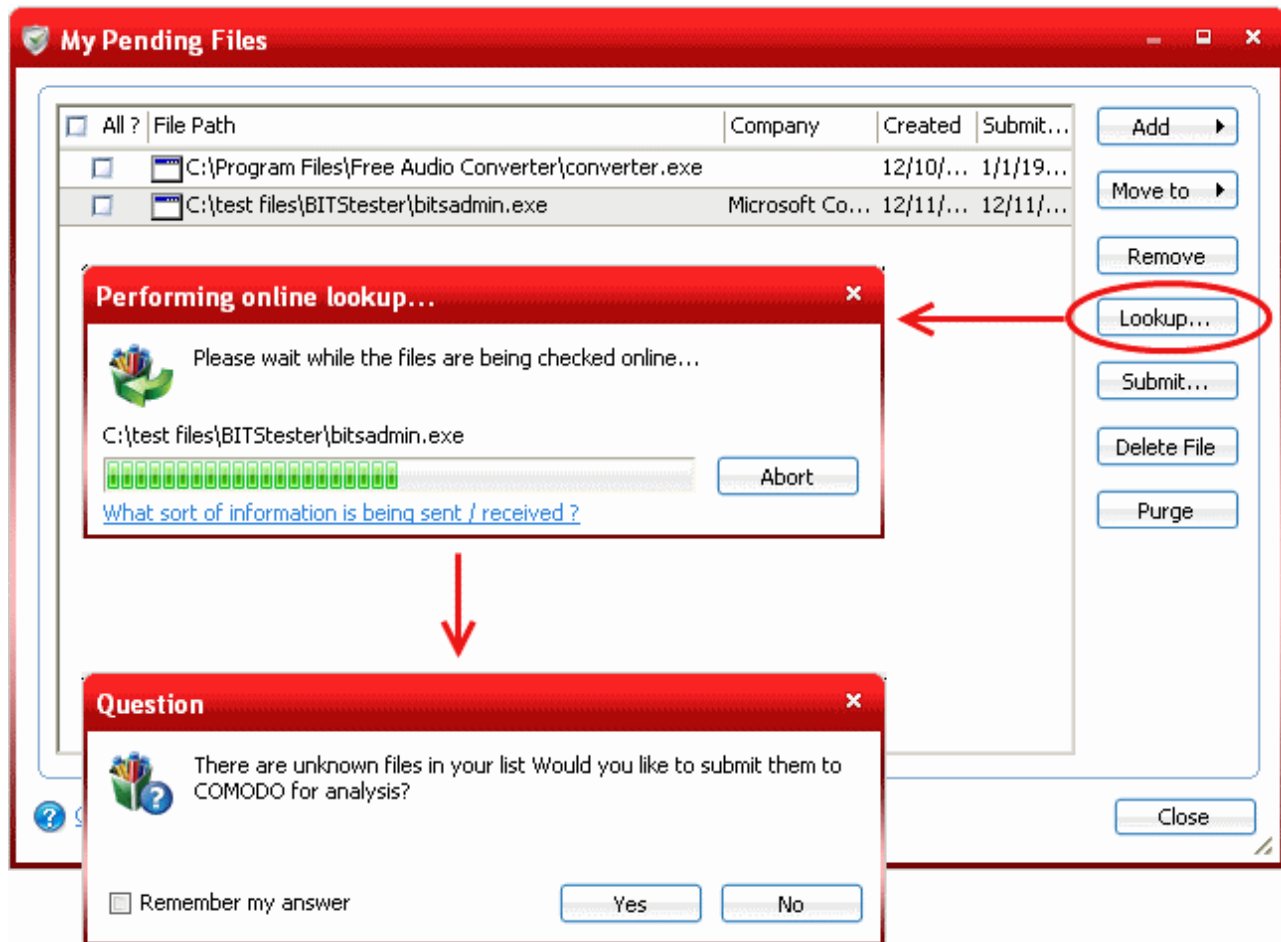 My Pending Files
All ? File Path Company Created Submit...
C:\Program Files\Free Audio Converter\converter.exe 12/10/... 1/1/19...
C:\test files\BITStester\bitsadmin.exe Microsoft Co... 12/11/... 12/11/...
Add
Move to
Remove
Lookup...
Submit...
Delete File
Purge
Performing online lookup...
Please wait while the files are being checked online...
C:\test files\BITStester\bitsadmin.exe
Abort
What sort of information is being sent / received ?
Question
There are unknown files in your list Would you like to submit them to
COMODO for analysis?
Remember my answer
Yes
No
Close